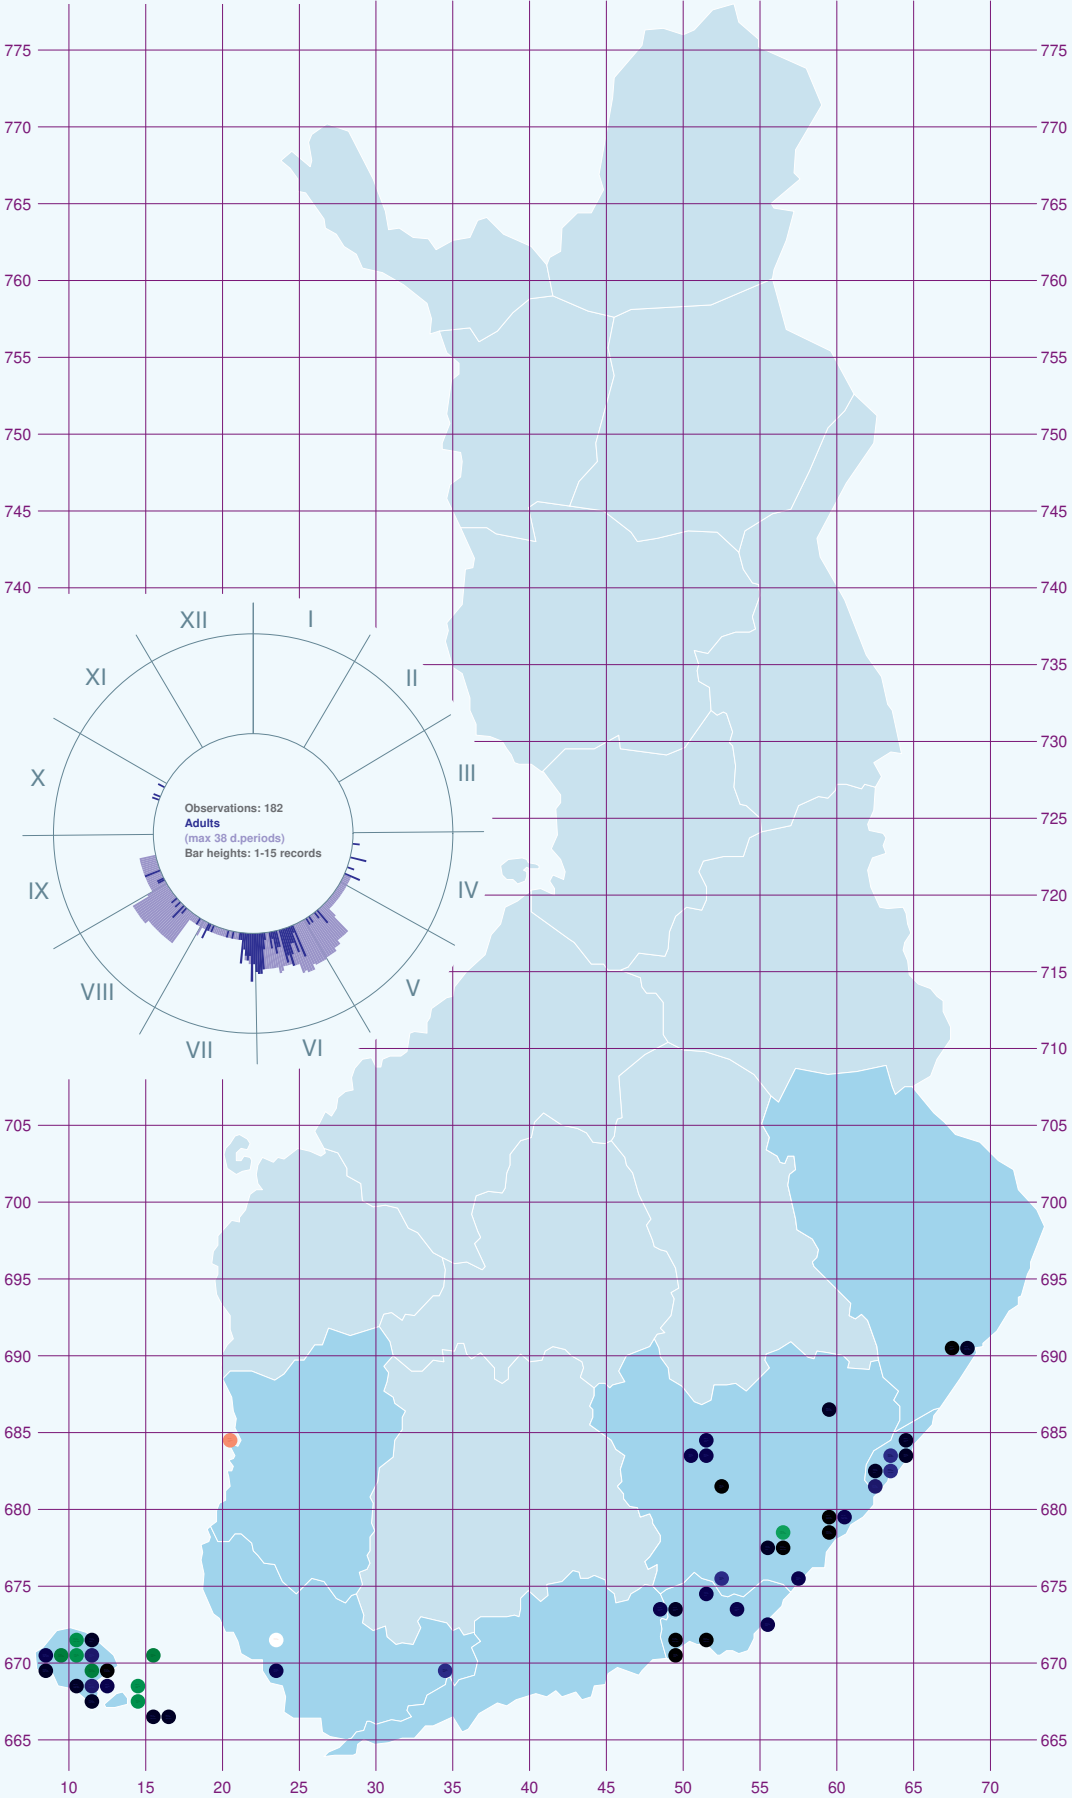 775 775
770 770
765 765
760 760
755 755
750 750
745 745
740 740
XII I
XI II
735
730 730
X III
725 725
Observations: 182
Adults
(max 38 d.periods)
Bar heights: 1-15 records
IX IV
720 720
VIII V
715 715
VII VI
710 710
705 705
700 700
695 695
690 690
685 685
680 680
675 675
670 670
665 665
10 15 20 25 30 35 40 45 50 55 60 65 70